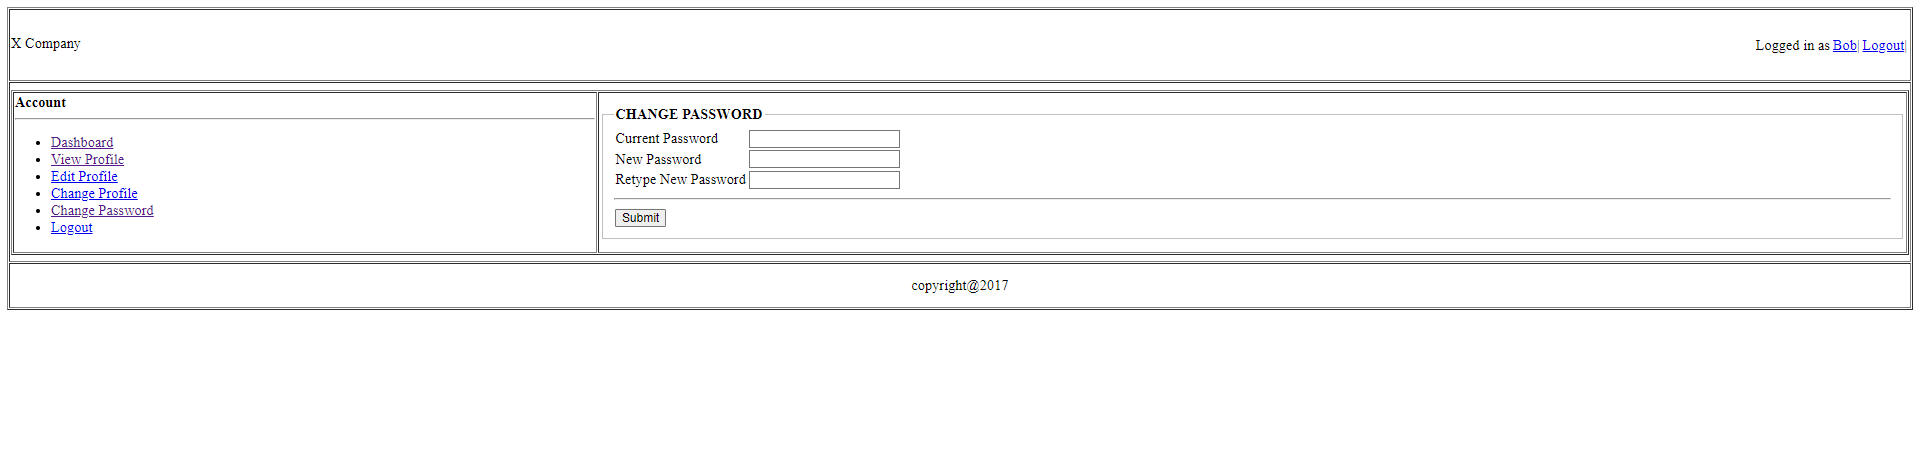 X Company
Logged in as Bob| Logout|
Account
Dashboard
View Profile
Edit Profile
Change Profile
Change Password
Logout
CHANGE PASSWORD
Current Password
New Password
Retype New Password
Submit
copyright@2017